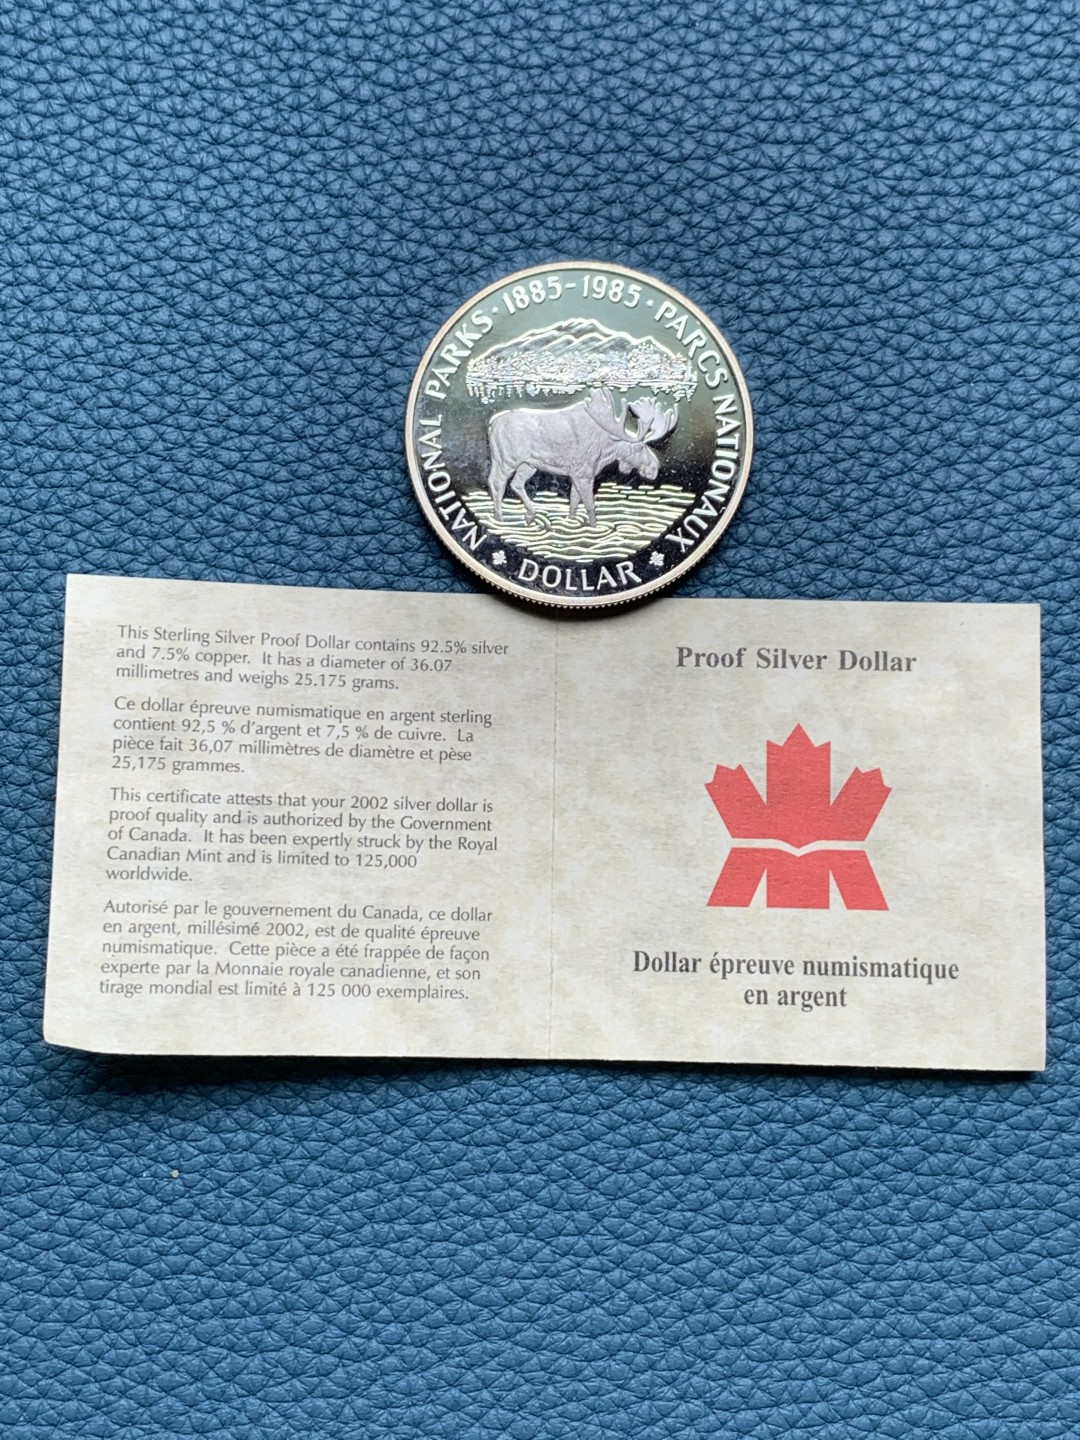 NATIONAL PARKS · 1885-1985 · PARCS NATIONAUX
DOLLAR
This Sterling Silver Proof Dollar contains 92.5% silver
and 7.5% copper. It has a diameter of 36.07
millimetres and weighs 25.175 grams.
Ce dollar épreuve numismatique en argent sterling
contient 92,5 % d'argent et 7,5 % de cuivre. La
pièce fait 36,07 millimètres de diamètre et pèse
25,175 grammes.
This certificate attests that your 2002 silver dollar is
proof quality and is authorized by the Government
of Canada. It has been expertly struck by the Royal
Canadian Mint and is limited to 125,000
worldwide.
Autorisé par le gouvernement du Canada, ce dollar
en argent, millésimé 2002, est de qualité épreuve
numismatique. Cette pièce a été frappée de façon
experte par la Monnaie royale canadienne, et son
tirage mondial est limité à 125 000 exemplaires.
Proof Silver Dollar
Dollar épreuve numismatique
en argent